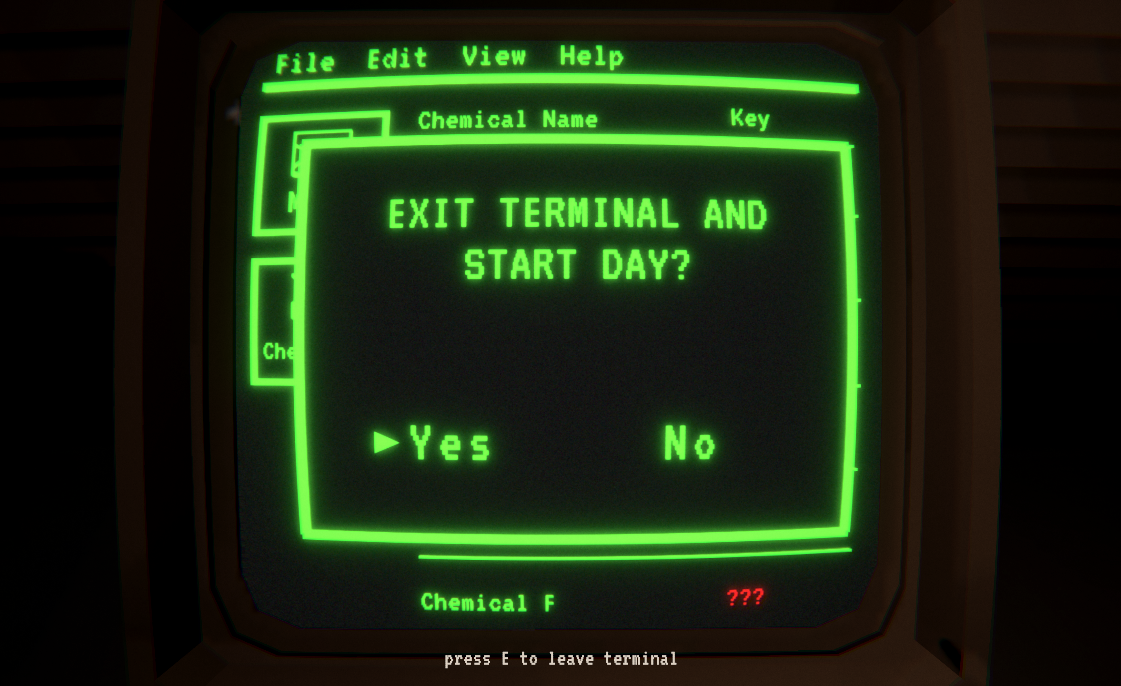 File Edit View Help
Chemical Name Key
EXIT TERMINAL AND
START DAY?
Yes No
Chemical F ???
press E to leave terminal